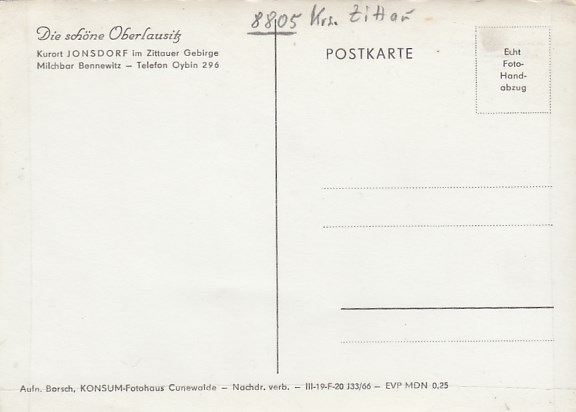 8805 Krs. Zittau
Die schöne Oberlausitz
Kurort JONSDORF im Zittauer Gebirge
Milchbar Bennewitz – Telefon Oybin 296
POSTKARTE
Echt
Foto-
Hand-
abzug
Aufn. Borsch, KONSUM-Fotohaus Cunewalde – Nachdr. verb. – III-19-F-20 J33/66 – EVP MDN 0.25